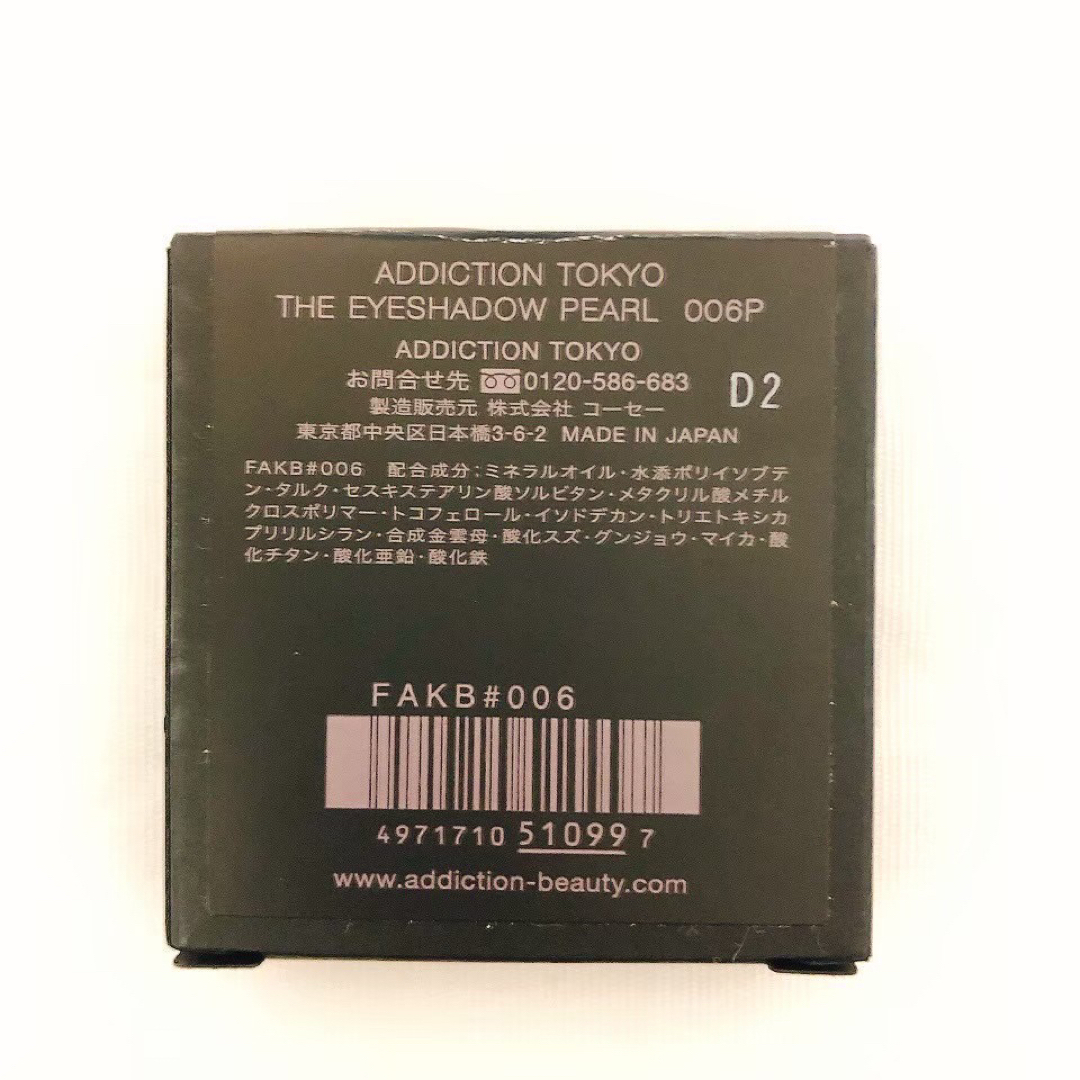 ADDICTION TOKYO
THE EYESHADOW PEARL 006P
ADDICTION TOKYO
お問合せ先 0120-586-683
D2
製造販売元 株式会社 コーセー
東京都中央区日本橋3-6-2 MADE IN JAPAN
FAKB#006 配合成分:ミネラルオイル・水添ポリイソブテ
ン・タルク・セスキステアリン酸ソルビタン・メタクリル酸メチル
クロスポリマー・トコフェロール・イソドデカン・トリエトキシカ
プリリルシラン・合成金雲母・酸化スズ・グンジョウ・マイカ・酸
化チタン・酸化亜鉛・酸化鉄
FAKB#006
4971710 51099 7
www.addiction-beauty.com